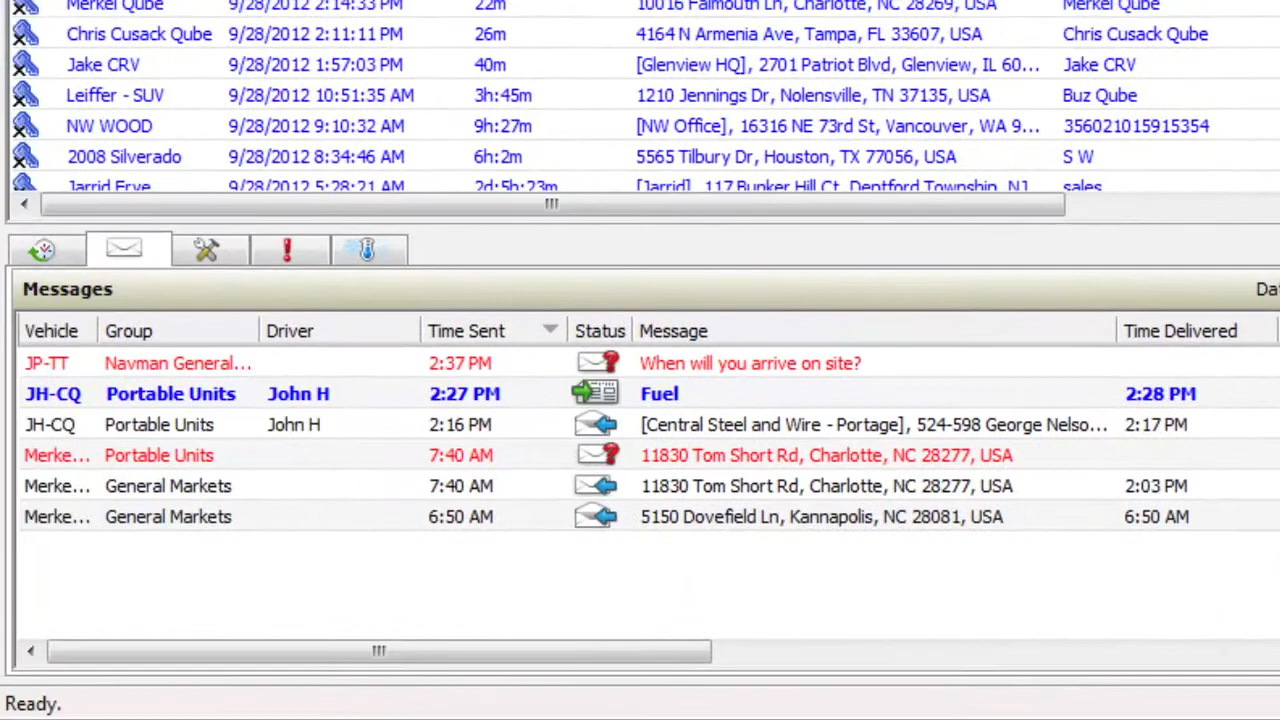 Merkel Qube 9/28/2012 2:14:33 PM 22m 10016 Falmouth Ln, Charlotte, NC 28269, USA Merkel Qube
Chris Cusack Qube 9/28/2012 2:11:11 PM 26m 4164 N Armenia Ave, Tampa, FL 33607, USA Chris Cusack Qube
Jake CRV 9/28/2012 1:57:03 PM 40m [Glenview HQ], 2701 Patriot Blvd, Glenview, IL 60... Jake CRV
Leiffer - SUV 9/28/2012 10:51:35 AM 3h:45m 1210 Jennings Dr, Nolensville, TN 37135, USA Buz Qube
NW WOOD 9/28/2012 9:10:32 AM 9h:27m [NW Office], 16316 NE 73rd St, Vancouver, WA 9... 356021015915354
2008 Silverado 9/28/2012 8:34:46 AM 6h:2m 5565 Tilbury Dr, Houston, TX 77056, USA S W
Jarrid Frye 9/28/2012 5:28:21 AM 2d:5h:23m [Jarrid], 117 Bunker Hill Ct, Deptford Township, NJ sales
Messages Da
Vehicle Group Driver Time Sent Status Message Time Delivered
JP-TT Navman General... 2:37 PM When will you arrive on site?
JH-CQ Portable Units John H 2:27 PM Fuel 2:28 PM
JH-CQ Portable Units John H 2:16 PM [Central Steel and Wire - Portage], 524-598 George Nelso... 2:17 PM
Merke... Portable Units 7:40 AM 11830 Tom Short Rd, Charlotte, NC 28277, USA
Merke... General Markets 7:40 AM 11830 Tom Short Rd, Charlotte, NC 28277, USA 2:03 PM
Merke... General Markets 6:50 AM 5150 Dovefield Ln, Kannapolis, NC 28081, USA 6:50 AM
Ready.